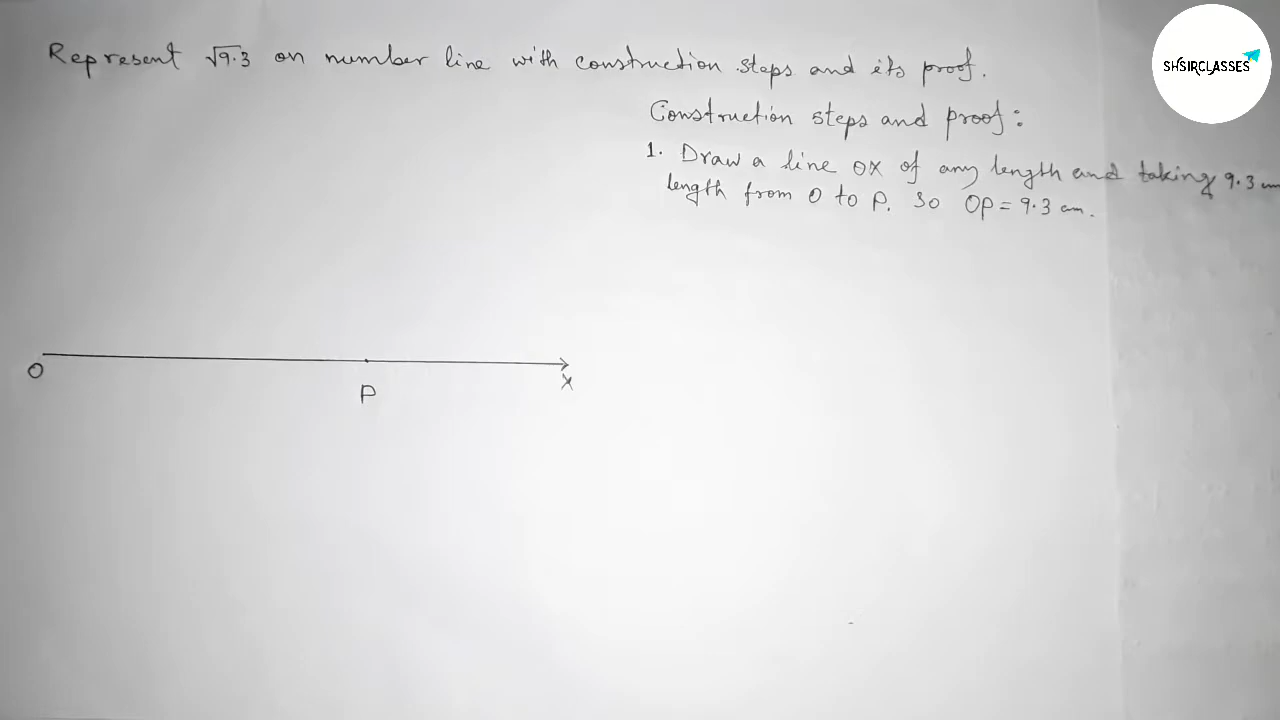 Represent √9.3 on number line with construction steps and its proof.
SHSIRCLASSES
Construction steps and proof:
1. Draw a line OX of any length and taking 9.3 cm
length from O to P. So OP = 9.3 cm.
O
P
X